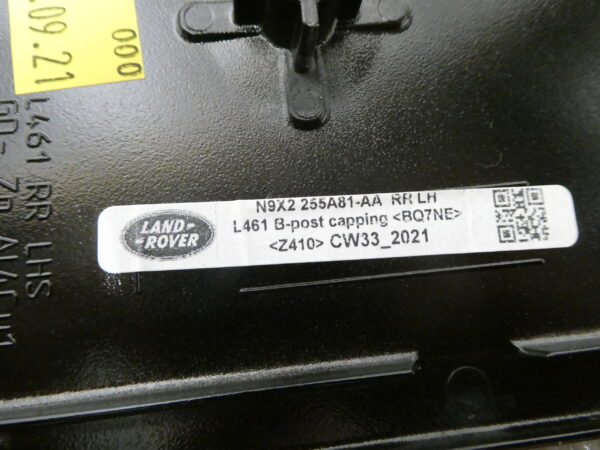 .09.21
000
L461 RR LHS
LAND-
-ROVER
N9X2 255A81-AA RR LH
L461 B-post capping <BQ7NE>
<Z410> CW33_2021